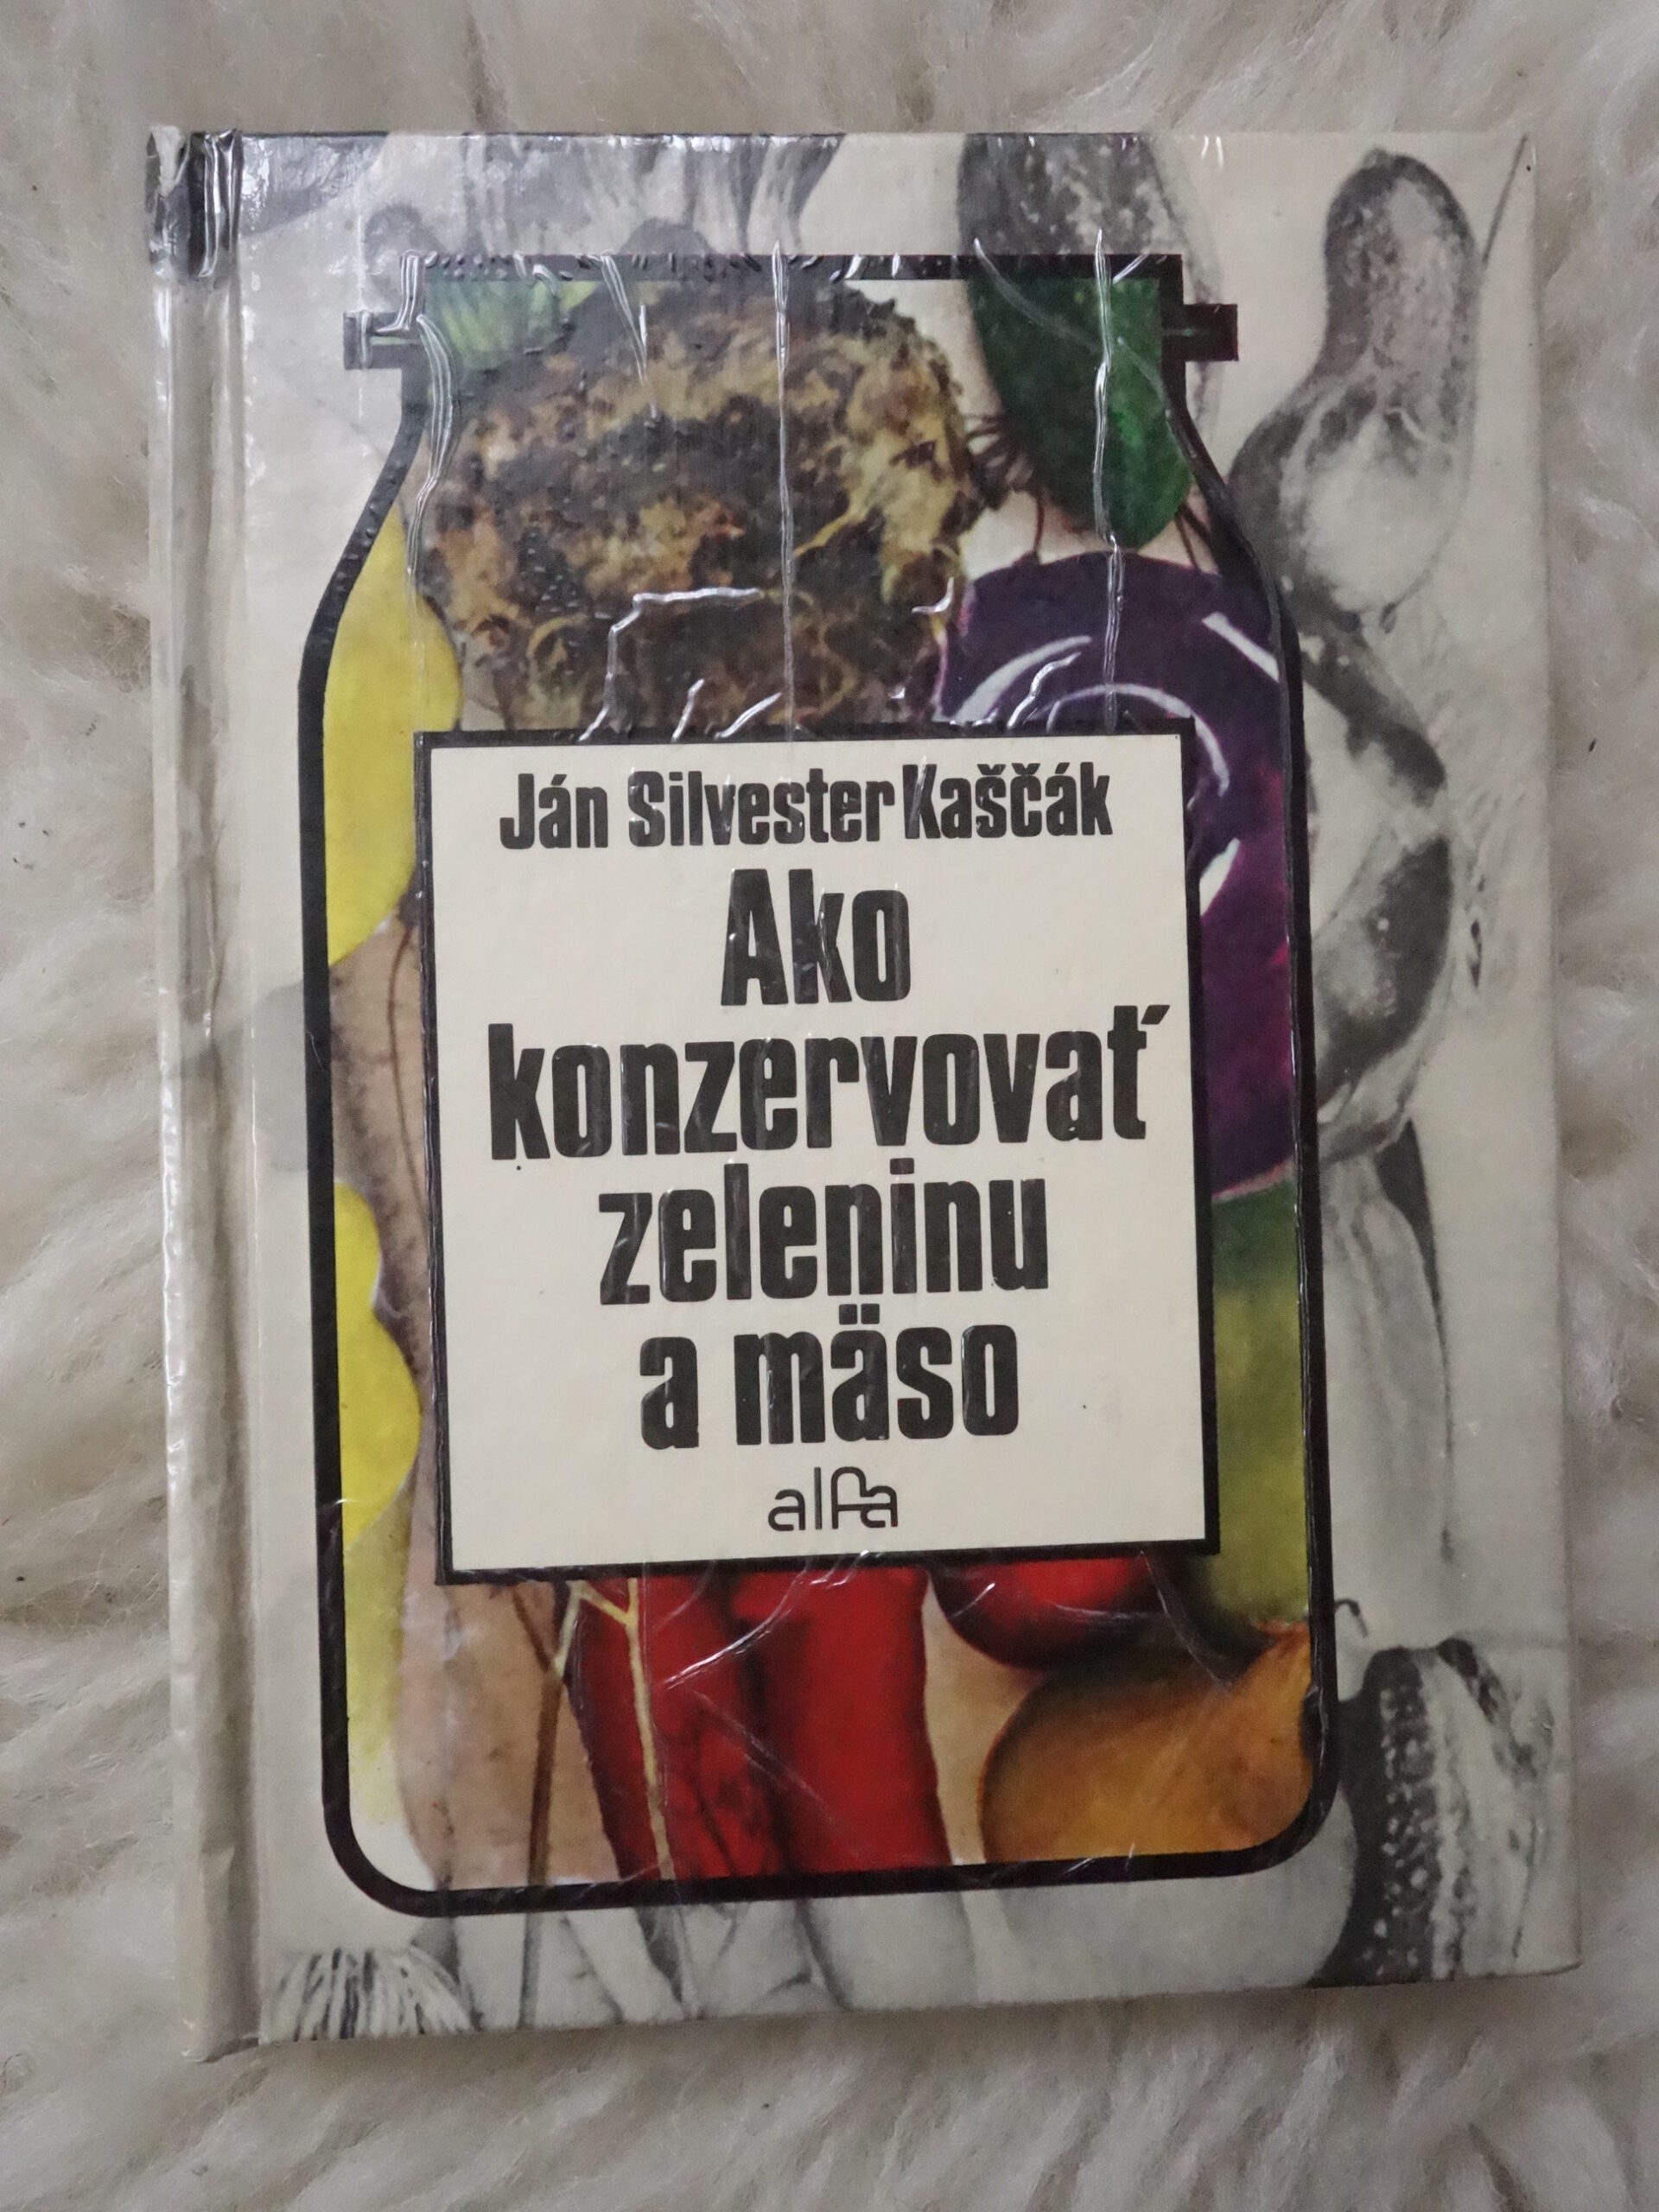 Ján Silvester Kaščák
Ako
konzervovať
zeleninu
a mäso
alfa